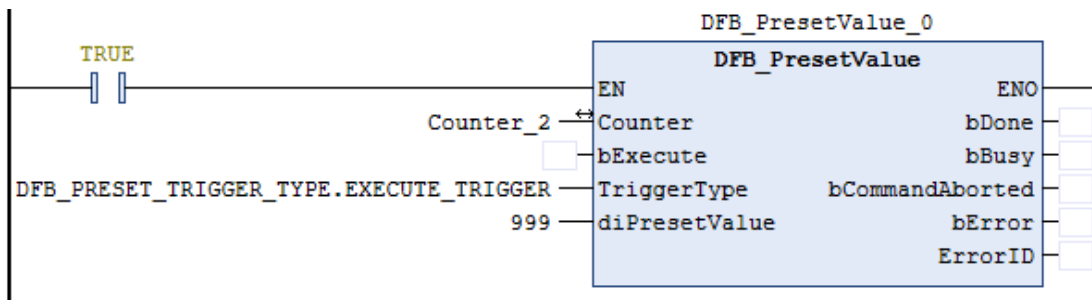 DFB_PresetValue_0
TRUE
DFB_PresetValue
EN ENO
Counter_2 Counter bDone
bExecute bBusy
DFB_PRESET_TRIGGER_TYPE.EXECUTE_TRIGGER TriggerType bCommandAborted
999 diPresetValue bError
ErrorID